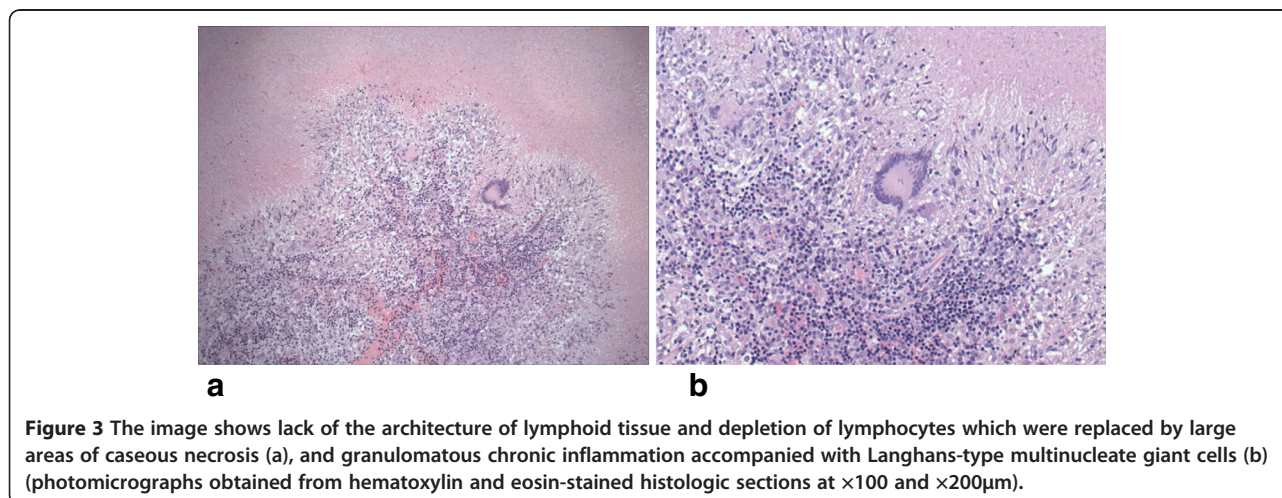 a
b
Figure 3 The image shows lack of the architecture of lymphoid tissue and depletion of lymphocytes which were replaced by large
areas of caseous necrosis (a), and granulomatous chronic inflammation accompanied with Langhans-type multinucleate giant cells (b)
(photomicrographs obtained from hematoxylin and eosin-stained histologic sections at ×100 and ×200μm).